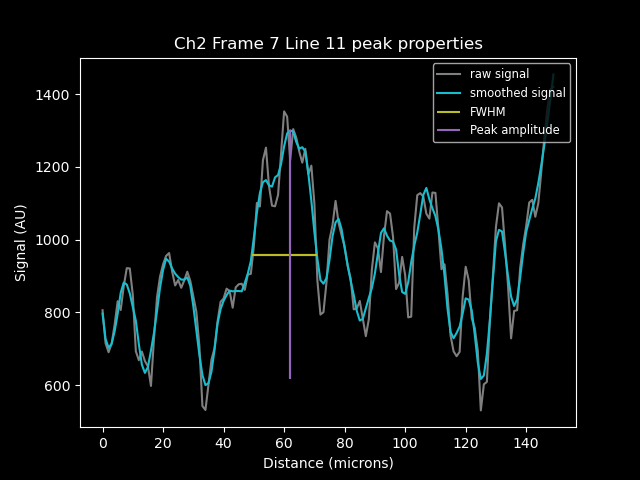 Ch2 Frame 7 Line 11 peak properties
raw signal
smoothed signal
FWHM
Peak amplitude
Signal (AU)
1400
1200
1000
800
600
0 20 40 60 80 100 120 140
Distance (microns)